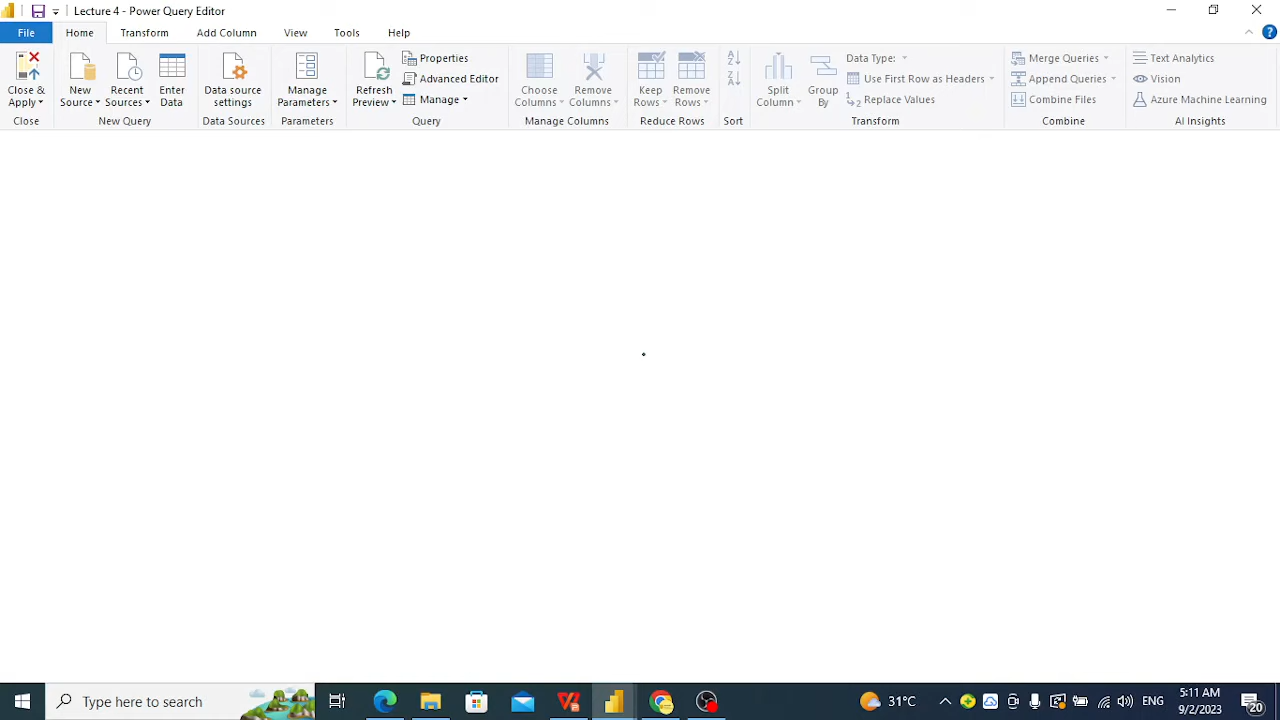 Lecture 4 - Power Query Editor
File Home Transform Add Column View Tools Help
Close & Apply
Close
New Source
Recent Sources
Enter Data
New Query
Data source settings
Data Sources
Manage Parameters
Parameters
Refresh Preview
Properties
Advanced Editor
Manage
Query
Choose Columns
Remove Columns
Manage Columns
Keep Rows
Remove Rows
Reduce Rows
A
Z
Z
A
Sort
Split Column
Group By
Data Type:
Use First Row as Headers
1
2
Replace Values
Transform
Merge Queries
Append Queries
Combine Files
Combine
Text Analytics
Vision
Azure Machine Learning
AI Insights
Type here to search
31°C
ENG
5:11 AM
9/2/2023
20